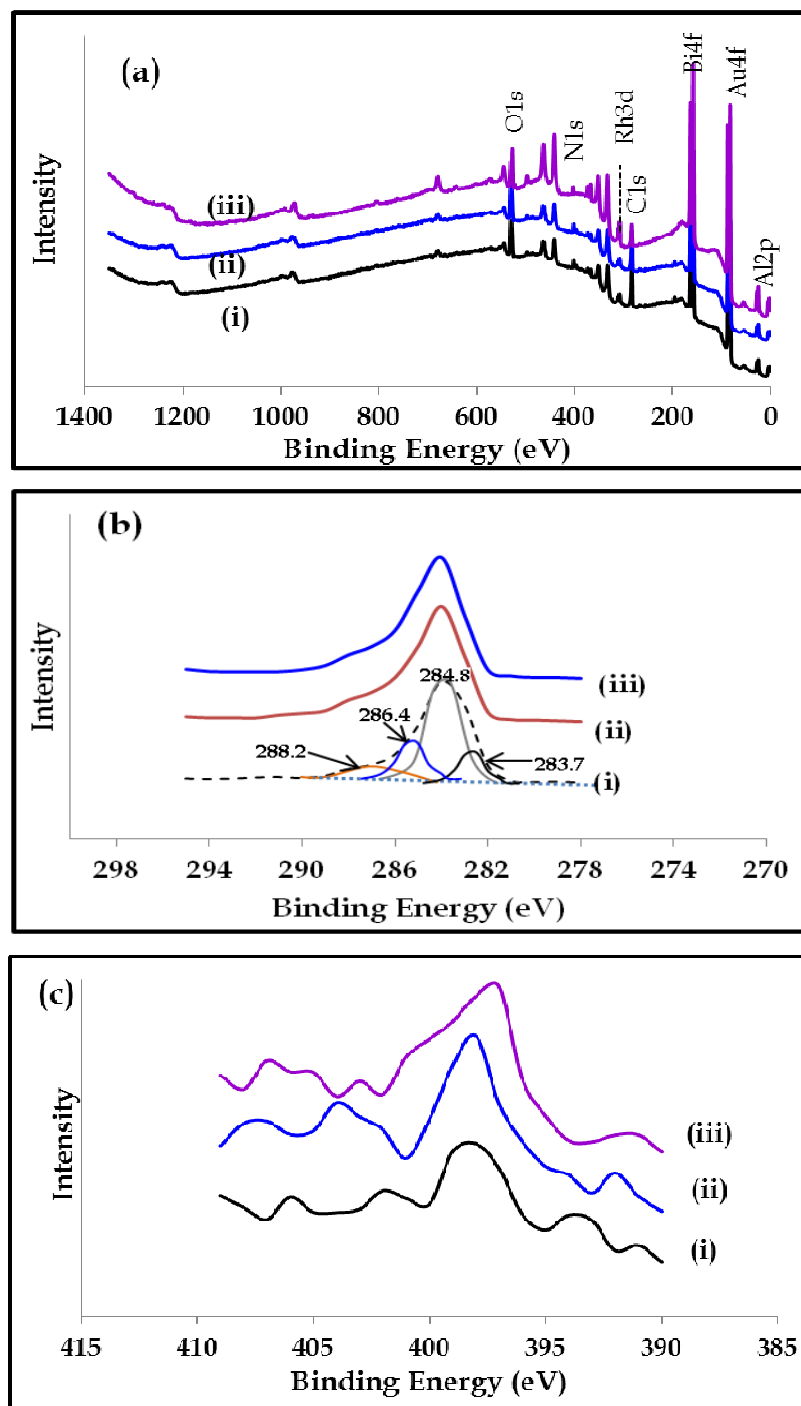 (a)
Intensity
O1s
N1s
Rh3d
C1s
Bi4f
Au4f
Al2p
(iii)
(ii)
(i)
1400 1200 1000 800 600 400 200 0
Binding Energy (eV)
(b)
Intensity
284.8
286.4
288.2
283.7
(iii)
(ii)
(i)
298 294 290 286 282 278 274 270
Binding Energy (eV)
(c)
Intensity
(iii)
(ii)
(i)
415 410 405 400 395 390 385
Binding Energy (eV)